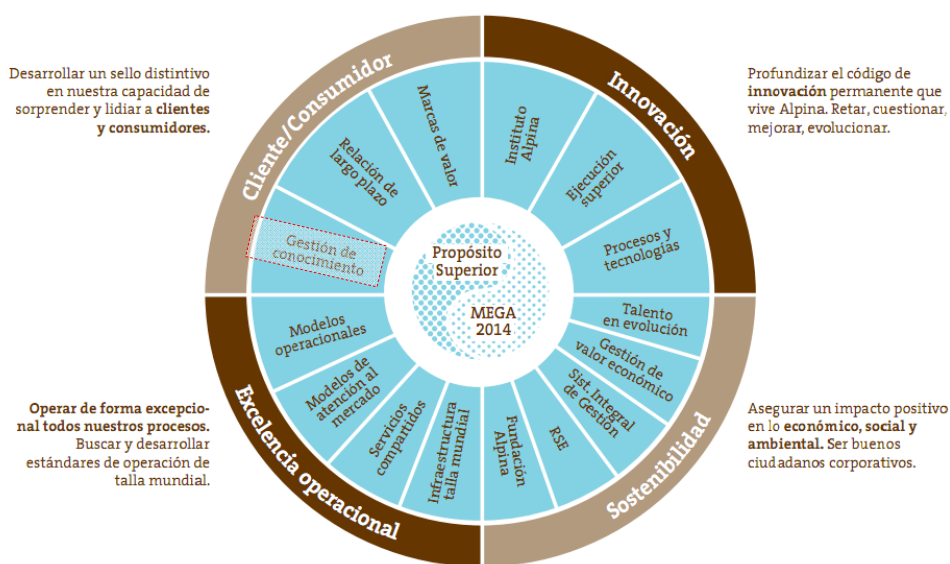 Desarrollar un sello distintivo
en nuestra capacidad de
sorprender y lidiar a clientes
y consumidores.
Profundizar el código de
innovación permanente que
vive Alpina. Retar, cuestionar,
mejorar, evolucionar.
Cliente/Consumidor
Innovación
Gestión de
conocimiento
Relación de
largo plazo
Marcas de valor
Instituto
Alpina
Ejecución
superior
Procesos y
tecnologías
Propósito
Superior
MEGA
2014
Modelos
operacionales
Modelos de
atención al
mercado
Servicios
compartidos
Infraestructura
talla mundial
Fundación
Alpina
RSE
Sist. Integral
de Gestión
Gestión de
valor económico
Talento
en evolución
Excelencia operacional
Sostenibilidad
Operar de forma excepcio-
nal todos nuestros procesos.
Buscar y desarrollar
estándares de operación de
talla mundial.
Asegurar un impacto positivo
en lo económico, social y
ambiental. Ser buenos
ciudadanos corporativos.